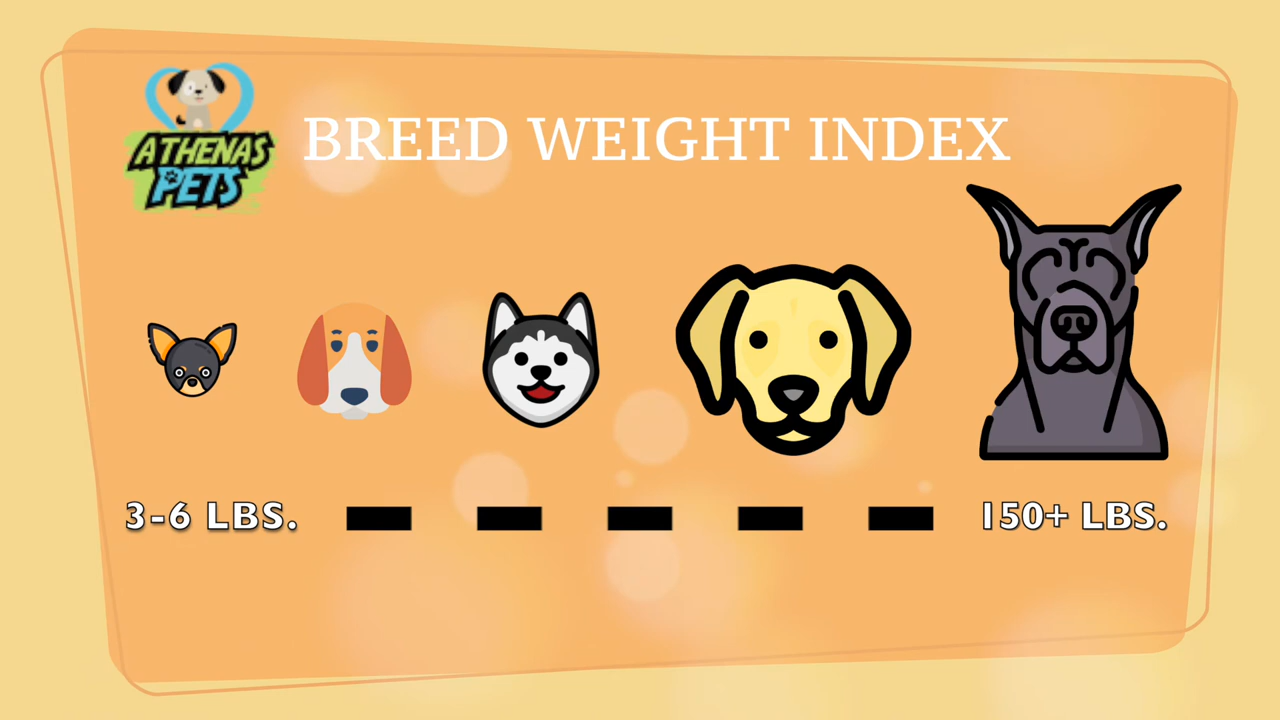 ATHENAS
PETS
BREED WEIGHT INDEX
3-6 LBS.
150+ LBS.